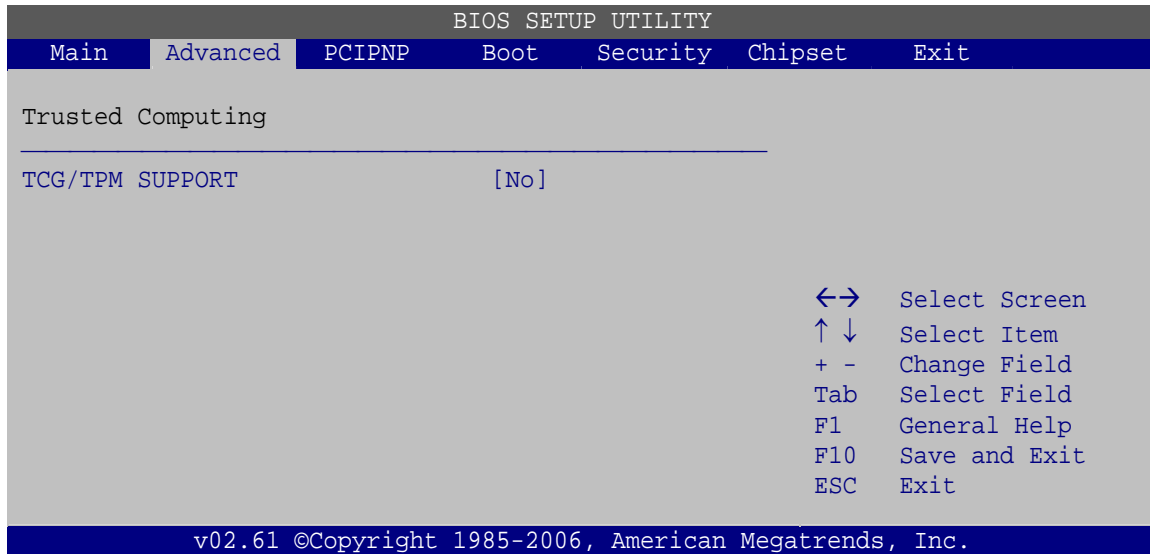 BIOS SETUP UTILITY
Main Advanced PCIPNP Boot Security Chipset Exit
Trusted Computing
TCG/TPM SUPPORT [No]
←→ Select Screen
↑ ↓ Select Item
+ - Change Field
Tab Select Field
F1 General Help
F10 Save and Exit
ESC Exit
v02.61 ©Copyright 1985-2006, American Megatrends, Inc.